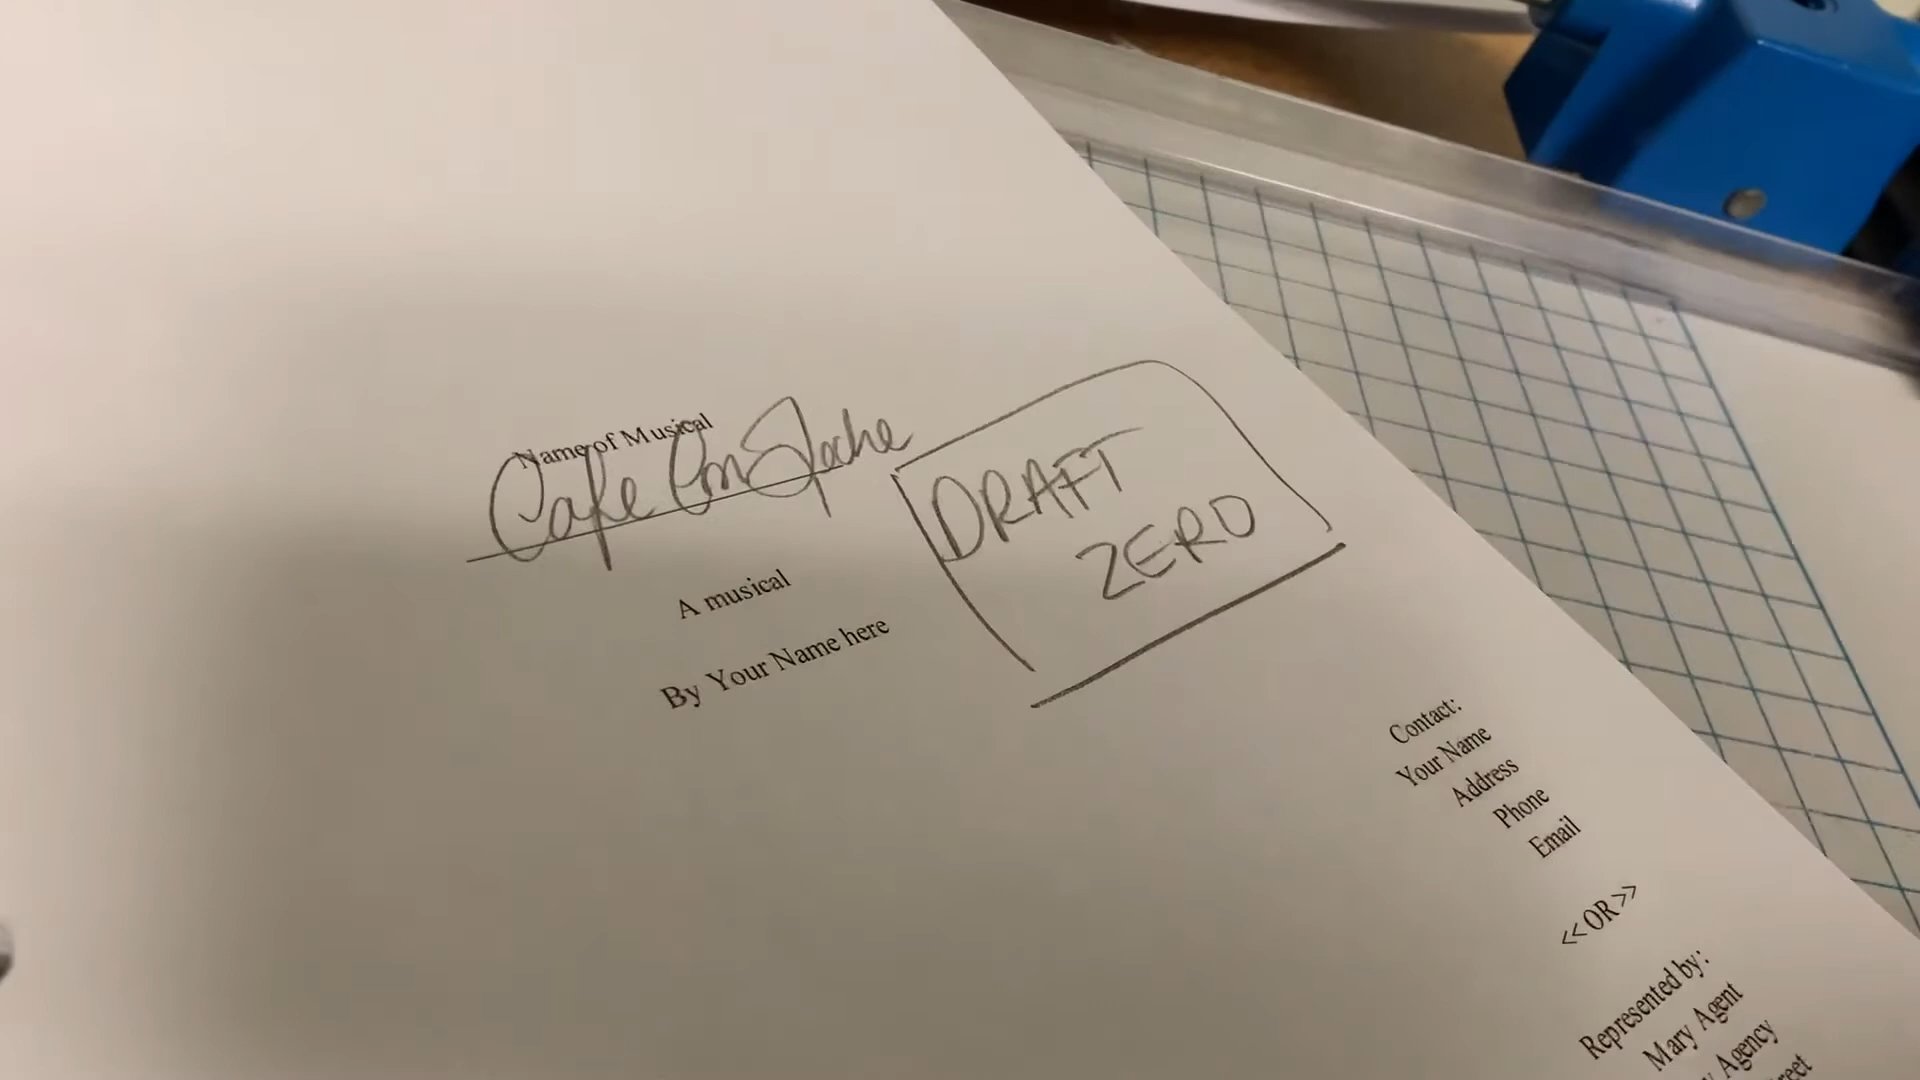 Name of Musical
Cafe Con
DRAFT
ZERO
A musical
By Your Name here
Contact:
Your Name
Address
Phone
Email
<< OR >>
Represented by:
Mary Agent
Agency